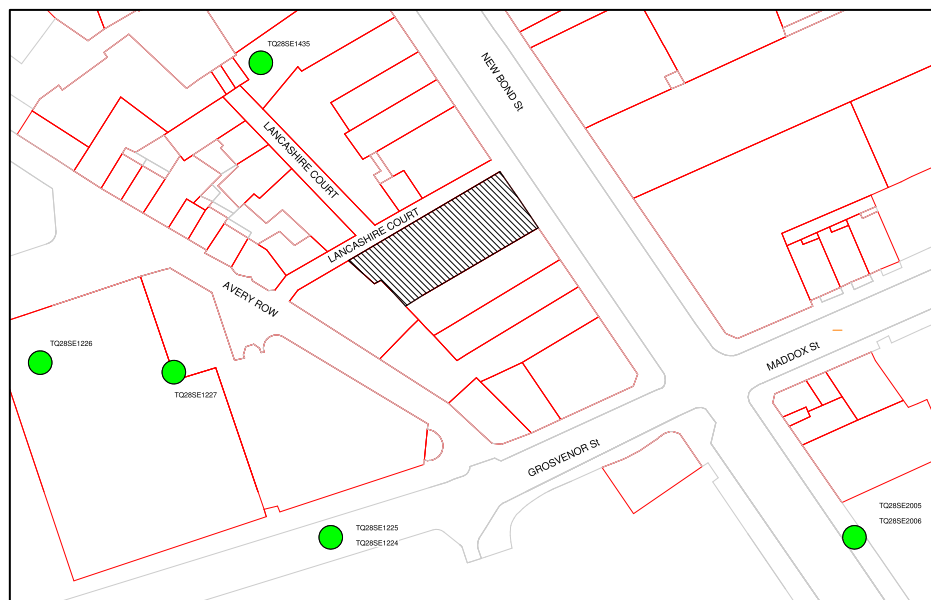 TQ28SE1435
NEW BOND St
LANCASHIRE COURT
LANCASHIRE COURT
AVERY ROW
TQ28SE1226
TQ28SE1227
MADDOX St
GROSVENOR St
TQ28SE1225
TQ28SE1224
TQ28SE2005
TQ28SE2006